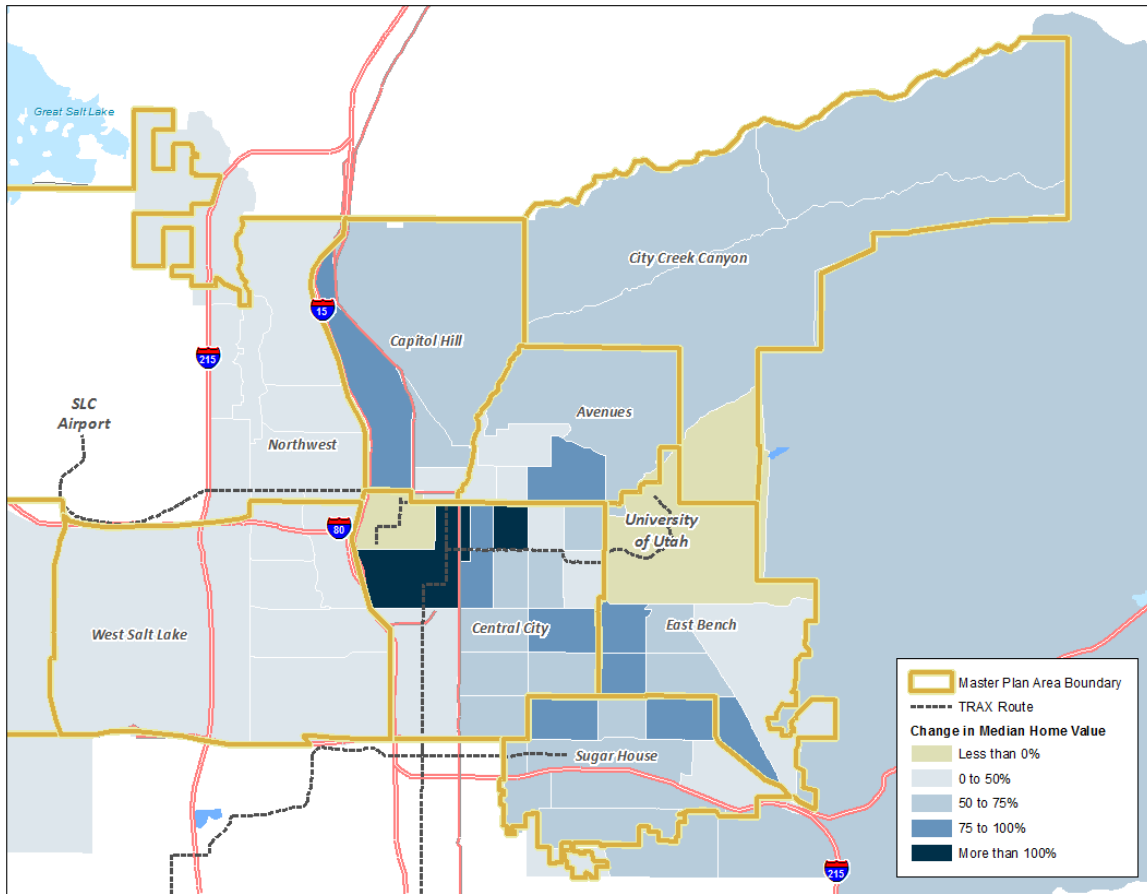 Great Salt Lake
City Creek Canyon
15
Capitol Hill
215
SLC
Airport
Avenues
Northwest
University
of Utah
80
West Salt Lake
Central City
East Bench
Sugar House
215
Master Plan Area Boundary
TRAX Route
Change in Median Home Value
Less than 0%
0 to 50%
50 to 75%
75 to 100%
More than 100%